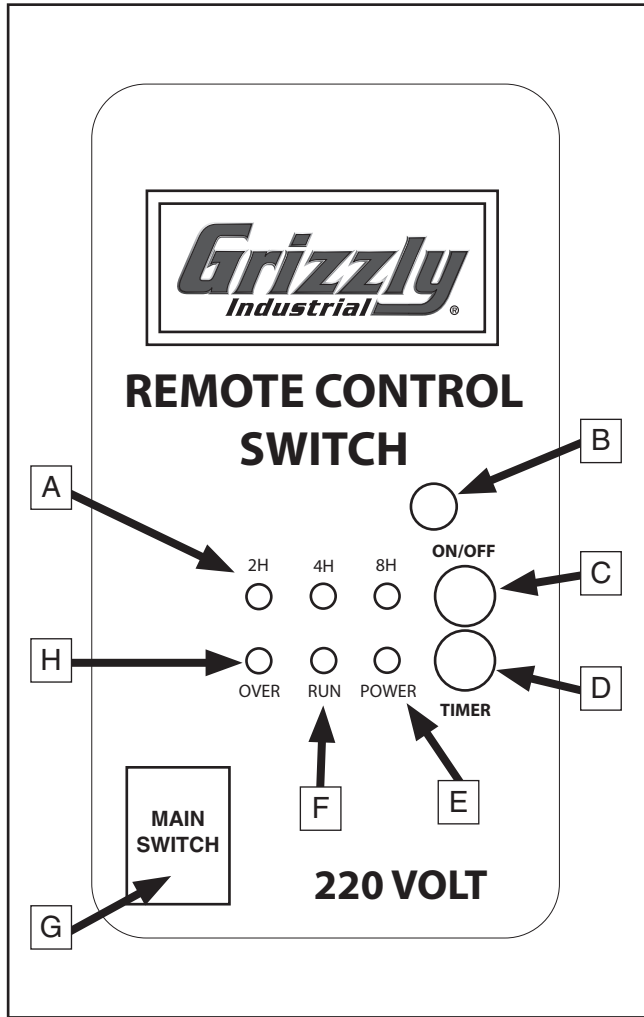 Grizzly
Industrial ®
REMOTE CONTROL
SWITCH
B
A
2H 4H 8H ON/OFF
C
H
OVER RUN POWER TIMER
D
F
E
MAIN
SWITCH
220 VOLT
G